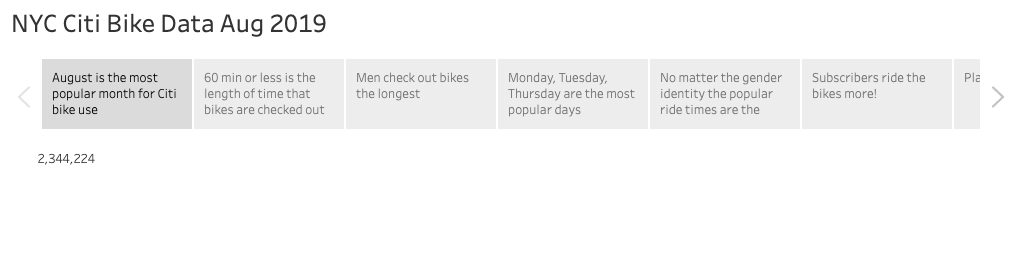 NYC Citi Bike Data Aug 2019
August is the most
popular month for Citi
bike use
60 min or less is the
length of time that
bikes are checked out
Men check out bikes
the longest
Monday, Tuesday,
Thursday are the most
popular days
No matter the gender
identity the popular
ride times are the
Subscribers ride the
bikes more!
Pla
2,344,224